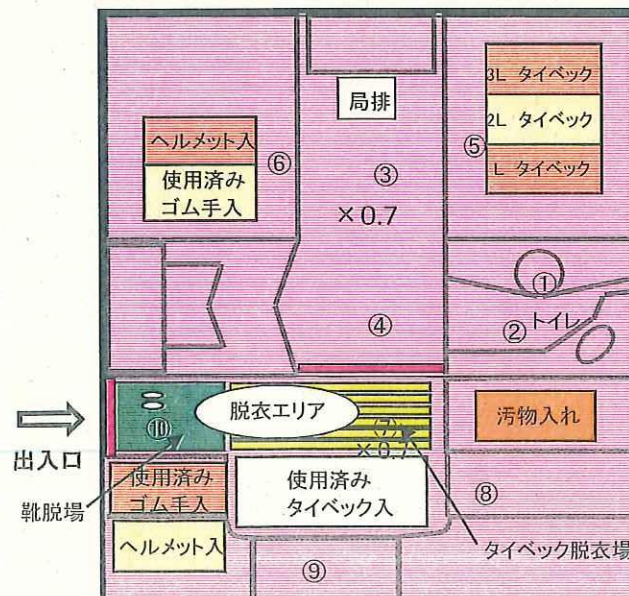 局排
3L タイベック
2L タイベック
L タイベック
⑤
ヘルメット入
使用済み
ゴム手入
⑥
③
×0.7
①
②
トイレ
④
出入口
⑩
脱衣エリア
⑦
×0.7
汚物入れ
靴脱場
使用済み
ゴム手入
使用済み
タイベック入
⑧
ヘルメット入
⑨
タイベック脱衣場